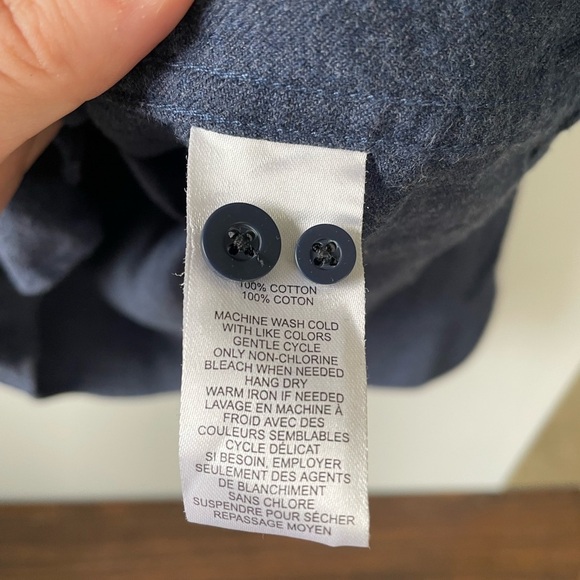 100% COTTON
100% COTON
MACHINE WASH COLD
WITH LIKE COLORS
GENTLE CYCLE
ONLY NON-CHLORINE
BLEACH WHEN NEEDED
HANG DRY
WARM IRON IF NEEDED
LAVAGE EN MACHINE À
FROID AVEC DES
COULEURS SEMBLABLES
CYCLE DÉLICAT
SI BESOIN, EMPLOYER
SEULEMENT DES AGENTS
DE BLANCHIMENT
SANS CHLORE
SUSPENDRE POUR SÉCHER
REPASSAGE MOYEN